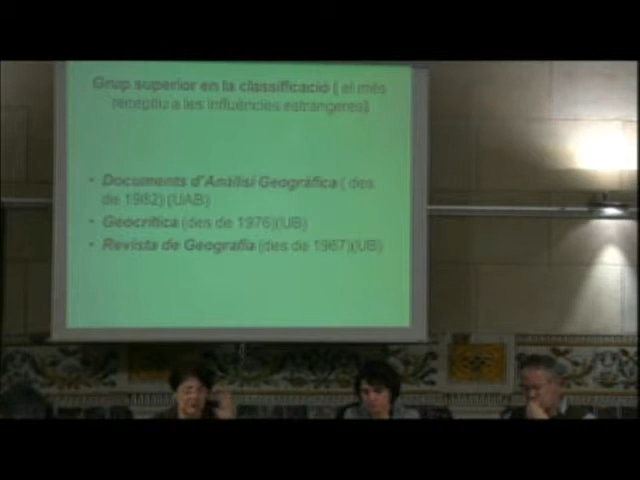 Grup superior en la classificació ( el més
receptiu a les influències estrangeres)
• Documents d'Anàlisi Geogràfica ( des
de 1982) (UAB)
• Geocrítica (des de 1976)(UB)
• Revista de Geografia (des de 1967)(UB)